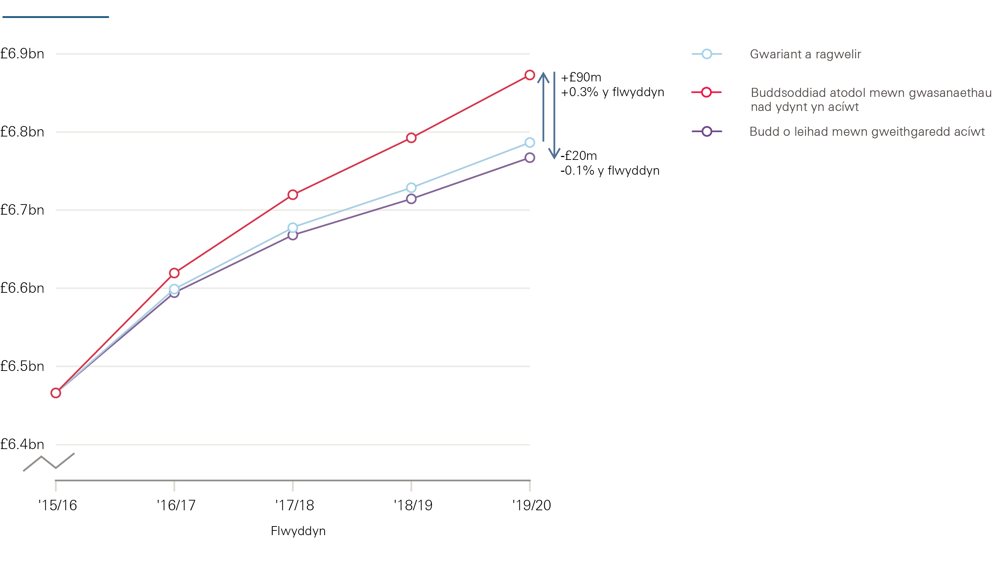 £6.9bn
£6.8bn
£6.7bn
£6.6bn
£6.5bn
£6.4bn
'15/16
'16/17
'17/18
'18/19
'19/20
Flwyddyn
+£90m
+0.3% y flwyddyn
-£20m
-0.1% y flwyddyn
Gwariant a ragwelir
Buddsoddiad atodol mewn gwasanaethau
nad ydynt yn acíwt
Budd o leihad mewn gweithgaredd acíwt